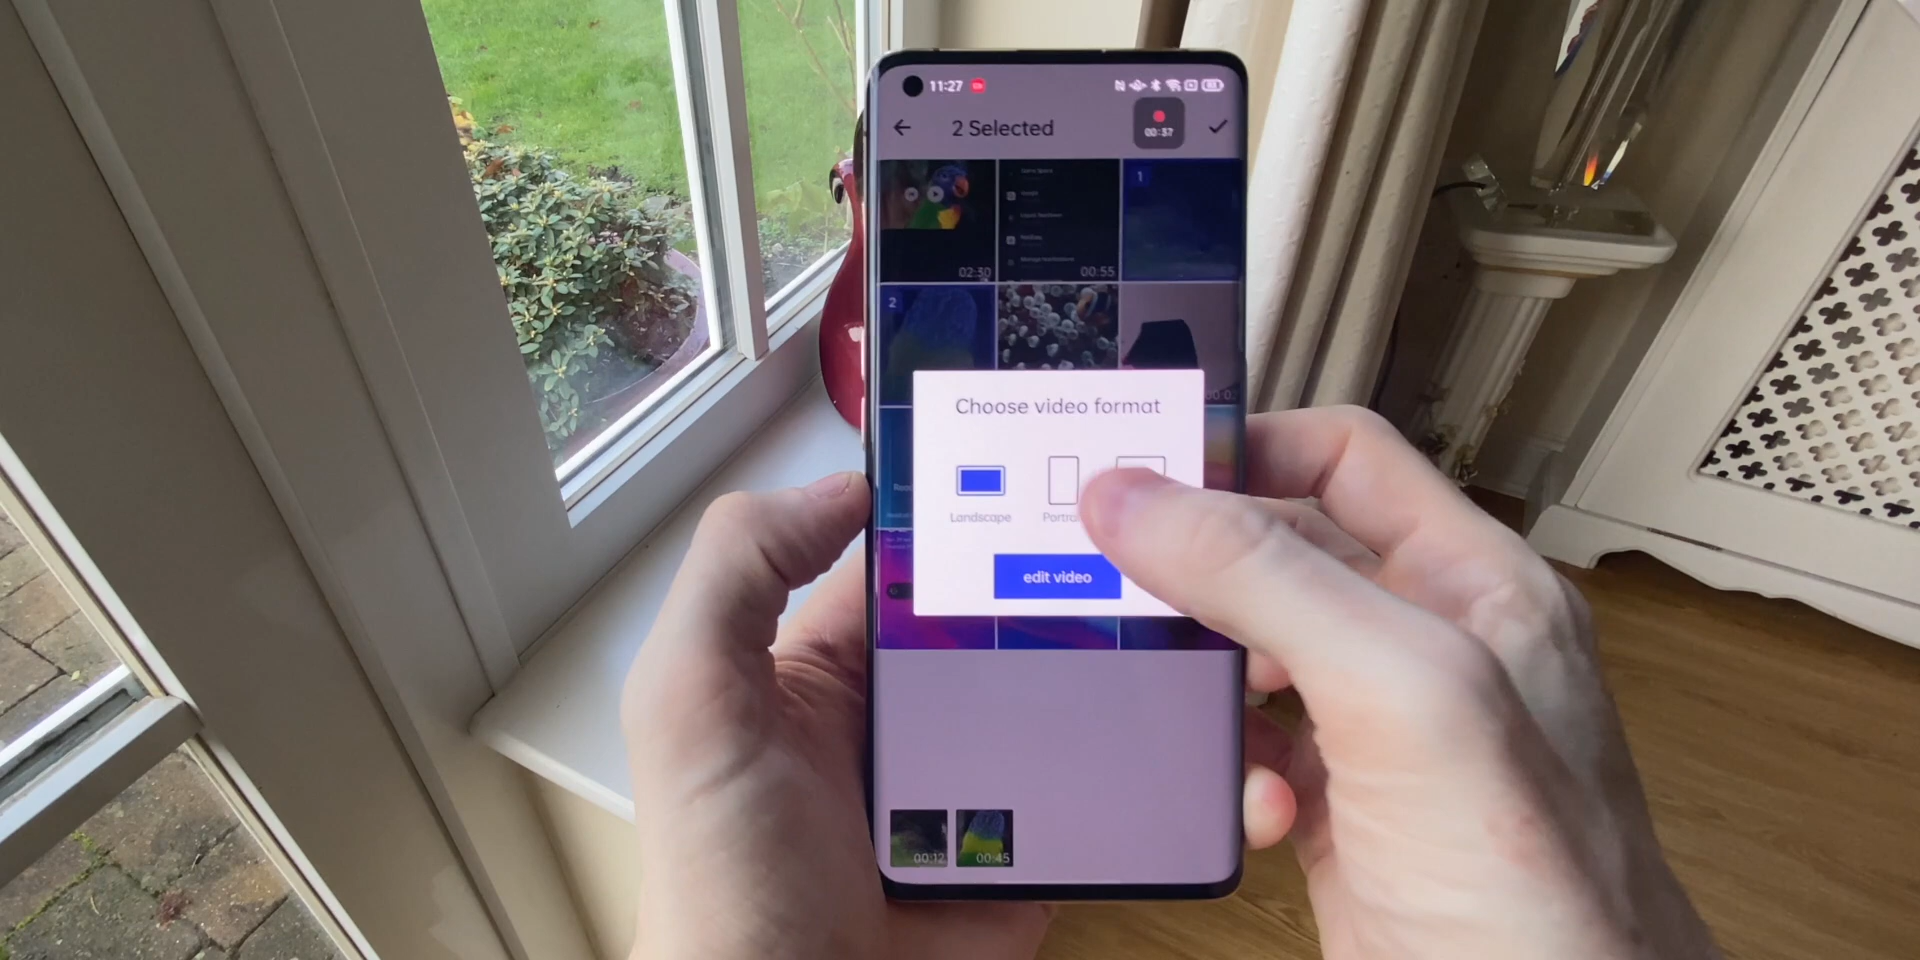 11:27
2 Selected
00:37
1
02:30
00:55
2
Choose video format
Landscape
edit video
00:12
00:45